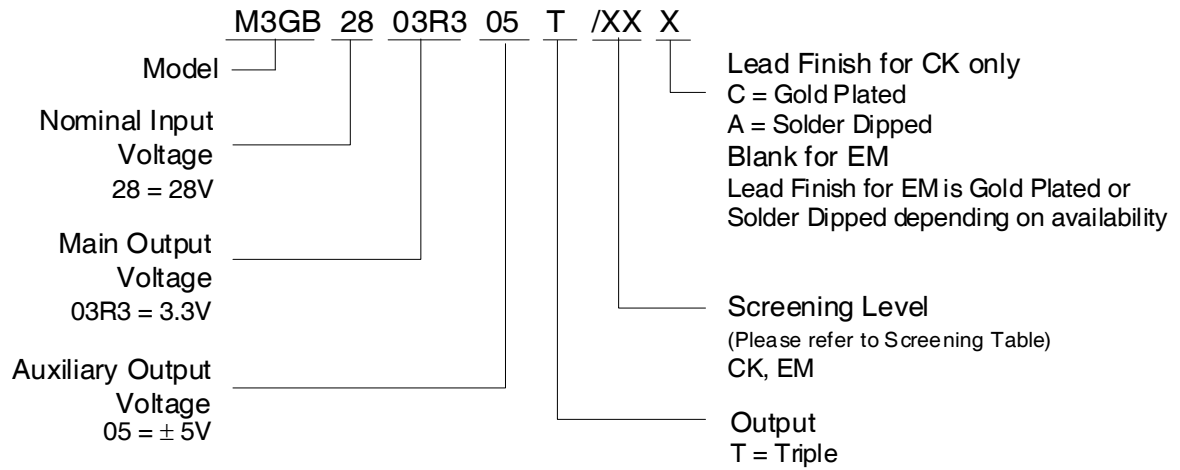 M3GB 28 03R3 05 T /XX X
Model
Nominal Input
Voltage
28 = 28V
Main Output
Voltage
03R3 = 3.3V
Auxiliary Output
Voltage
05 = ± 5V
Lead Finish for CK only
C = Gold Plated
A = Solder Dipped
Blank for EM
Lead Finish for EM is Gold Plated or
Solder Dipped depending on availability
Screening Level
(Please refer to Screening Table)
CK, EM
Output
T = Triple